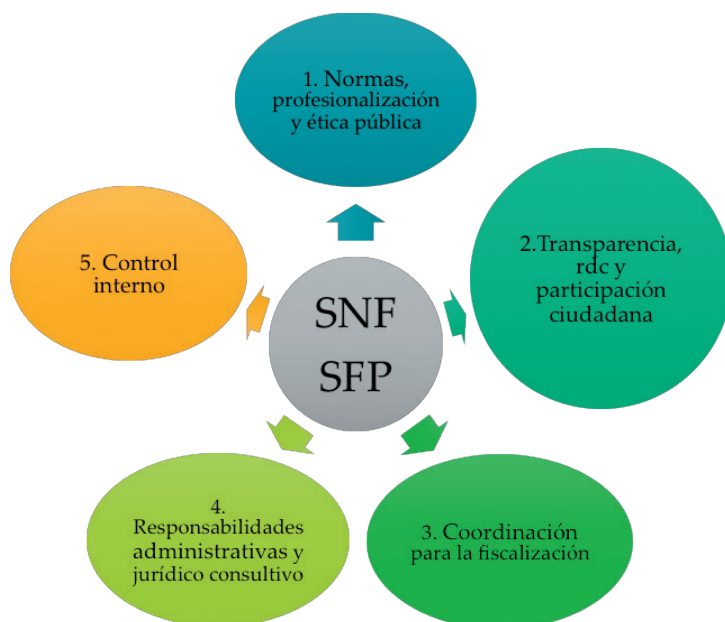 1. Normas,
profesionalización
y ética pública
2.Transparencia,
rdc y
participación
ciudadana
3. Coordinación
para la fiscalización
4.
Responsabilidades
administrativas y
jurídico consultivo
5. Control
interno
SNF
SFP